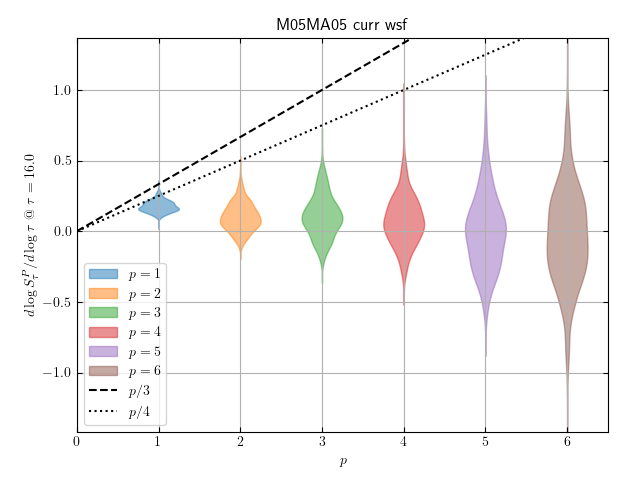 M05MA05 curr wsf
d log S_τ^P / d log τ @ τ = 16.0
1.0
0.5
0.0
−0.5
−1.0
p = 1
p = 2
p = 3
p = 4
p = 5
p = 6
p/3
p/4
0 1 2 3 4 5 6
p